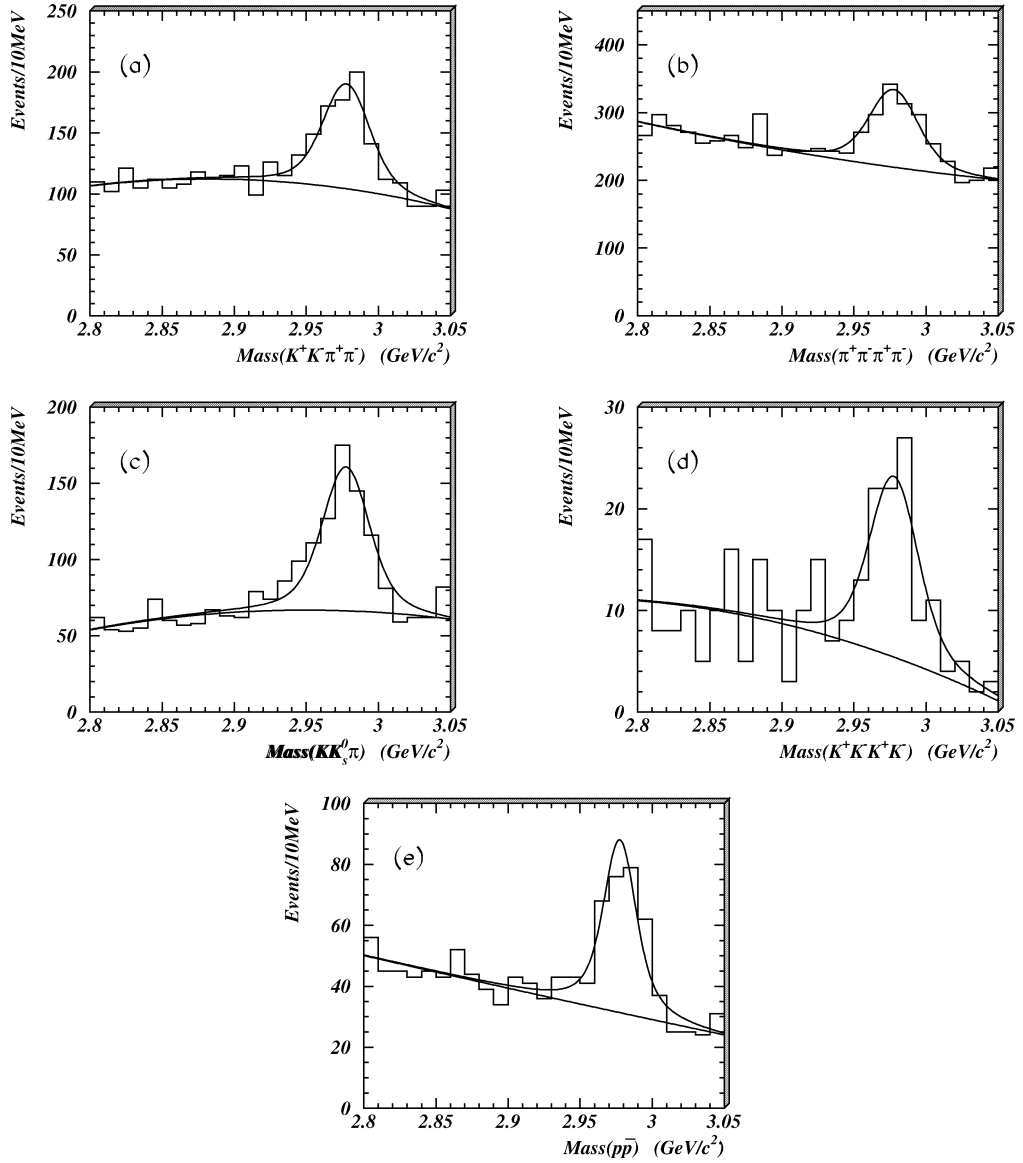 Events/10MeV
250
200
150
100
50
0
(a)
2.8 2.85 2.9 2.95 3 3.05
Mass(K⁺K⁻π⁺π⁻) (GeV/c²)
Events/10MeV
400
300
200
100
0
(b)
2.8 2.85 2.9 2.95 3 3.05
Mass(π⁺π⁻π⁺π⁻) (GeV/c²)
Events/10MeV
200
150
100
50
0
(c)
2.8 2.85 2.9 2.95 3 3.05
Mass(KK⁰ₛπ) (GeV/c²)
Events/10MeV
30
20
10
0
(d)
2.8 2.85 2.9 2.95 3 3.05
Mass(K⁺K⁻K⁺K⁻) (GeV/c²)
Events/10MeV
100
80
60
40
20
0
(e)
2.8 2.85 2.9 2.95 3 3.05
Mass(pp̅) (GeV/c²)